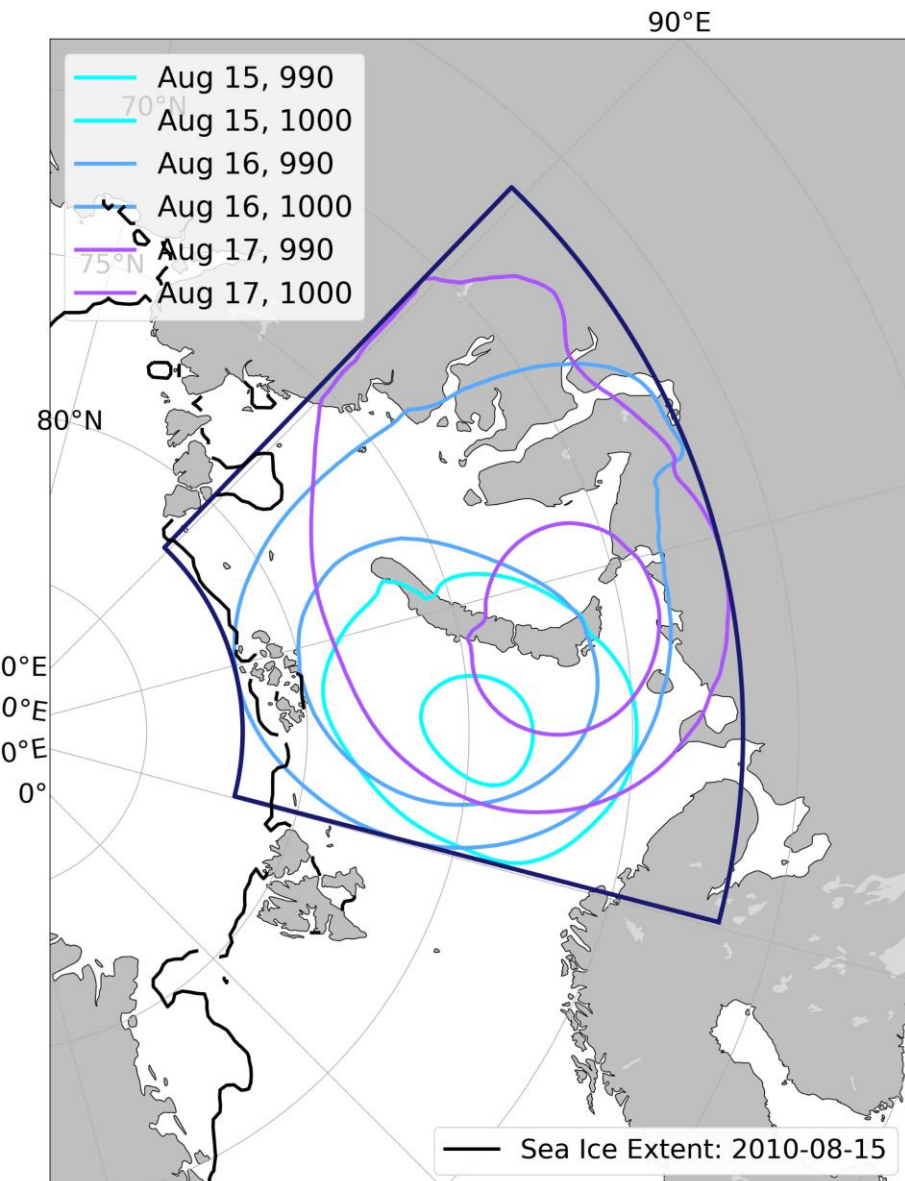 90°E
Aug 15, 990
70°N
Aug 15, 1000
Aug 16, 990
Aug 16, 1000
Aug 17, 990
75°N
Aug 17, 1000
80°N
0°E
0°E
0°E
0°
Sea Ice Extent: 2010-08-15